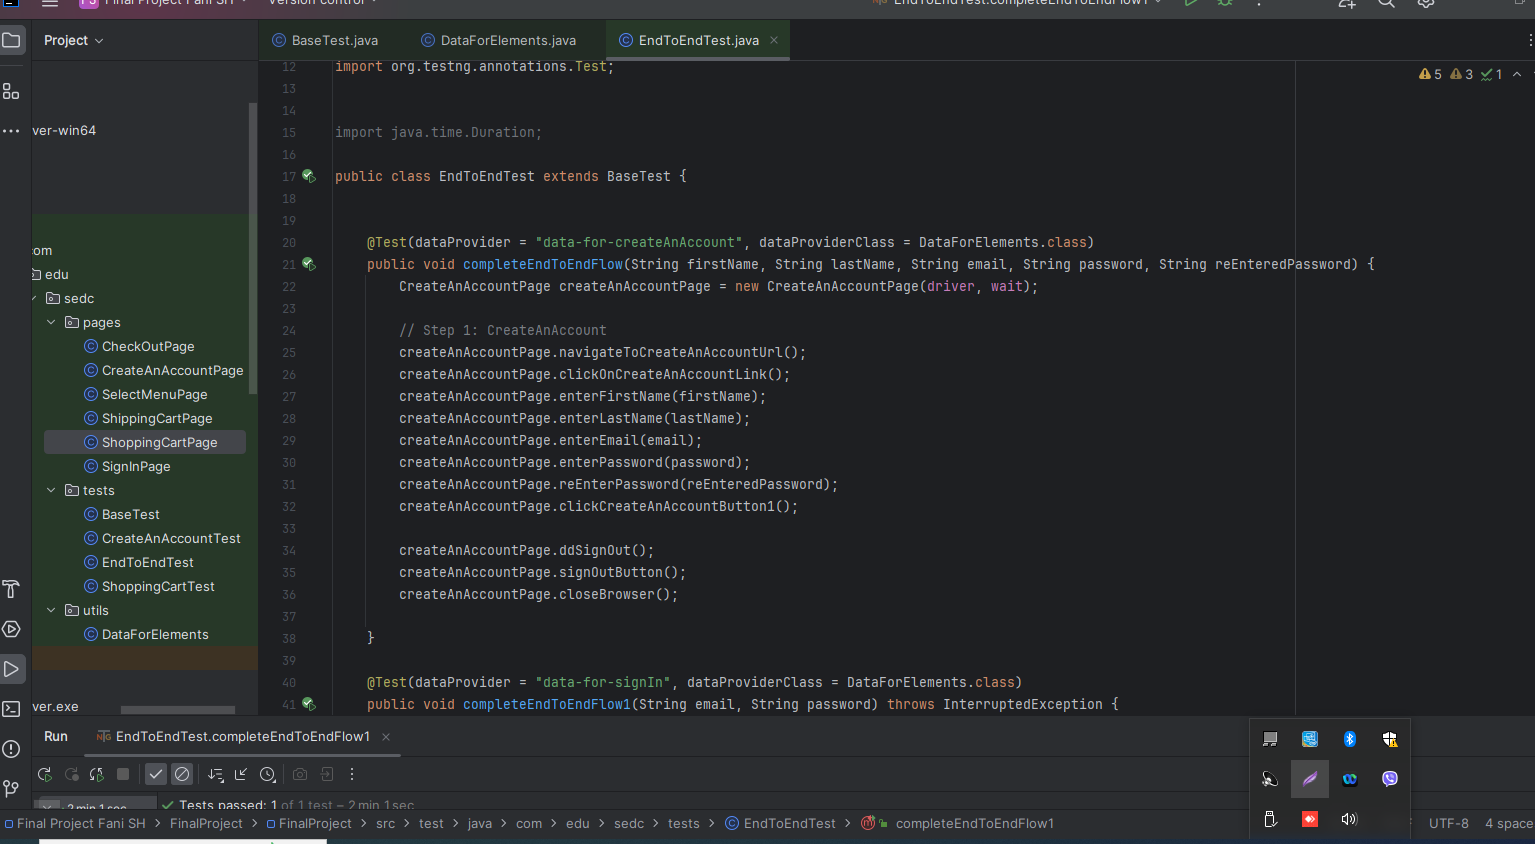 Final Project Fani SH
Version control
EndToEndTest.completeEndToEndFlow1
Project
BaseTest.java
DataForElements.java
EndToEndTest.java
ver-win64
com
edu
sedc
pages
CheckOutPage
CreateAnAccountPage
SelectMenuPage
ShippingCartPage
ShoppingCartPage
SignInPage
tests
BaseTest
CreateAnAccountTest
EndToEndTest
ShoppingCartTest
utils
DataForElements
ver.exe
5 3 1
12 import org.testng.annotations.Test;
13
14
15 import java.time.Duration;
16
17 public class EndToEndTest extends BaseTest {
18
19
20 @Test(dataProvider = "data-for-createAnAccount", dataProviderClass = DataForElements.class)
21 public void completeEndToEndFlow(String firstName, String lastName, String email, String password, String reEnteredPassword) {
22 CreateAnAccountPage createAnAccountPage = new CreateAnAccountPage(driver, wait);
23
24 // Step 1: CreateAnAccount
25 createAnAccountPage.navigateToCreateAnAccountUrl();
26 createAnAccountPage.clickOnCreateAnAccountLink();
27 createAnAccountPage.enterFirstName(firstName);
28 createAnAccountPage.enterLastName(lastName);
29 createAnAccountPage.enterEmail(email);
30 createAnAccountPage.enterPassword(password);
31 createAnAccountPage.reEnterPassword(reEnteredPassword);
32 createAnAccountPage.clickCreateAnAccountButton1();
33
34 createAnAccountPage.ddSignOut();
35 createAnAccountPage.signOutButton();
36 createAnAccountPage.closeBrowser();
37
38 }
39
40 @Test(dataProvider = "data-for-signIn", dataProviderClass = DataForElements.class)
41 public void completeEndToEndFlow1(String email, String password) throws InterruptedException {
Run
EndToEndTest.completeEndToEndFlow1
2 min 1 sec
Tests passed: 1 of 1 test – 2 min 1 sec
Final Project Fani SH > FinalProject > FinalProject > src > test > java > com > edu > sedc > tests > EndToEndTest > completeEndToEndFlow1
UTF-8
4 space